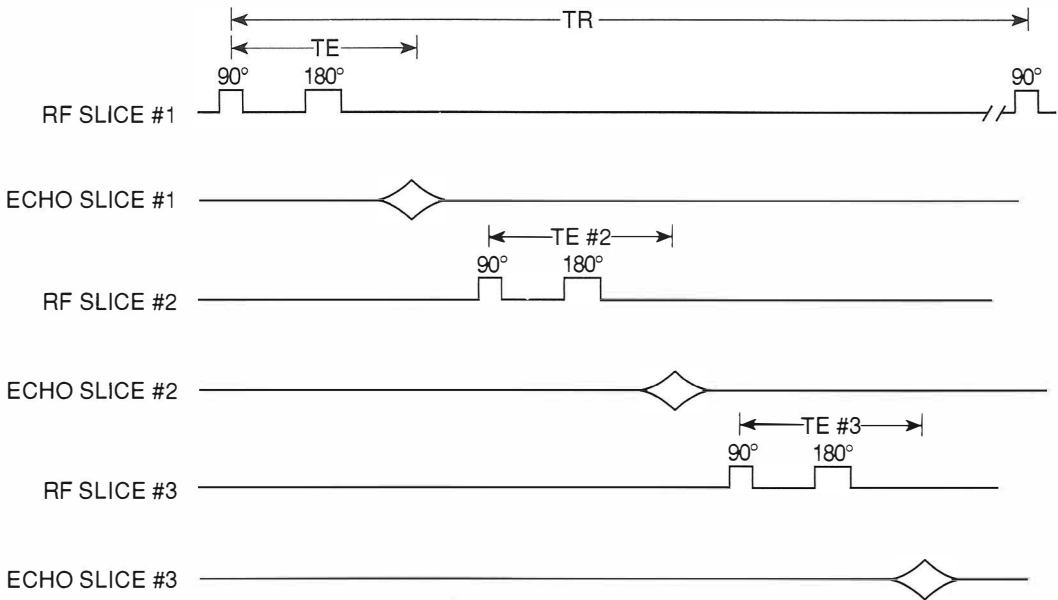 TR
TE
90° 180° 90°
RF SLICE #1
ECHO SLICE #1
TE #2
90° 180°
RF SLICE #2
ECHO SLICE #2
TE #3
90° 180°
RF SLICE #3
ECHO SLICE #3